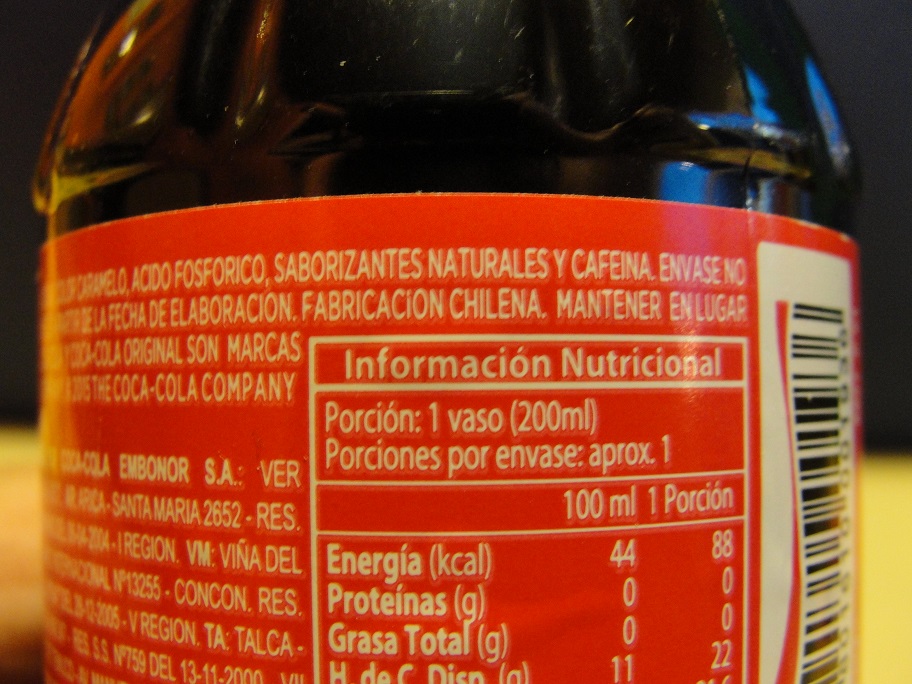 CARAMELO, ACIDO FOSFORICO, SABORIZANTES NATURALES Y CAFEINA. ENVASE NO
DE LA FECHA DE ELABORACION. FABRICACION CHILENA. MANTENER EN LUGAR
Y COCA-COLA ORIGINAL SON MARCAS
THE COCA-COLA COMPANY
COCA-COLA EMBONOR S.A.: VER
ARICA - SANTA MARIA 2652 - RES.
2004 - I REGION. VM: VIÑA DEL
Nº13255 - CONCON. RES.
2005 - V REGION. TA: TALCA -
RES S.S. Nº759 DEL 13-11-2000
Información Nutricional
Porción: 1 vaso (200ml)
Porciones por envase: aprox. 1
100 ml 1 Porción
Energía (kcal) 44 88
Proteínas (g) 0 0
Grasa Total (g) 0 0
H. de C. Disp. (g) 11 22